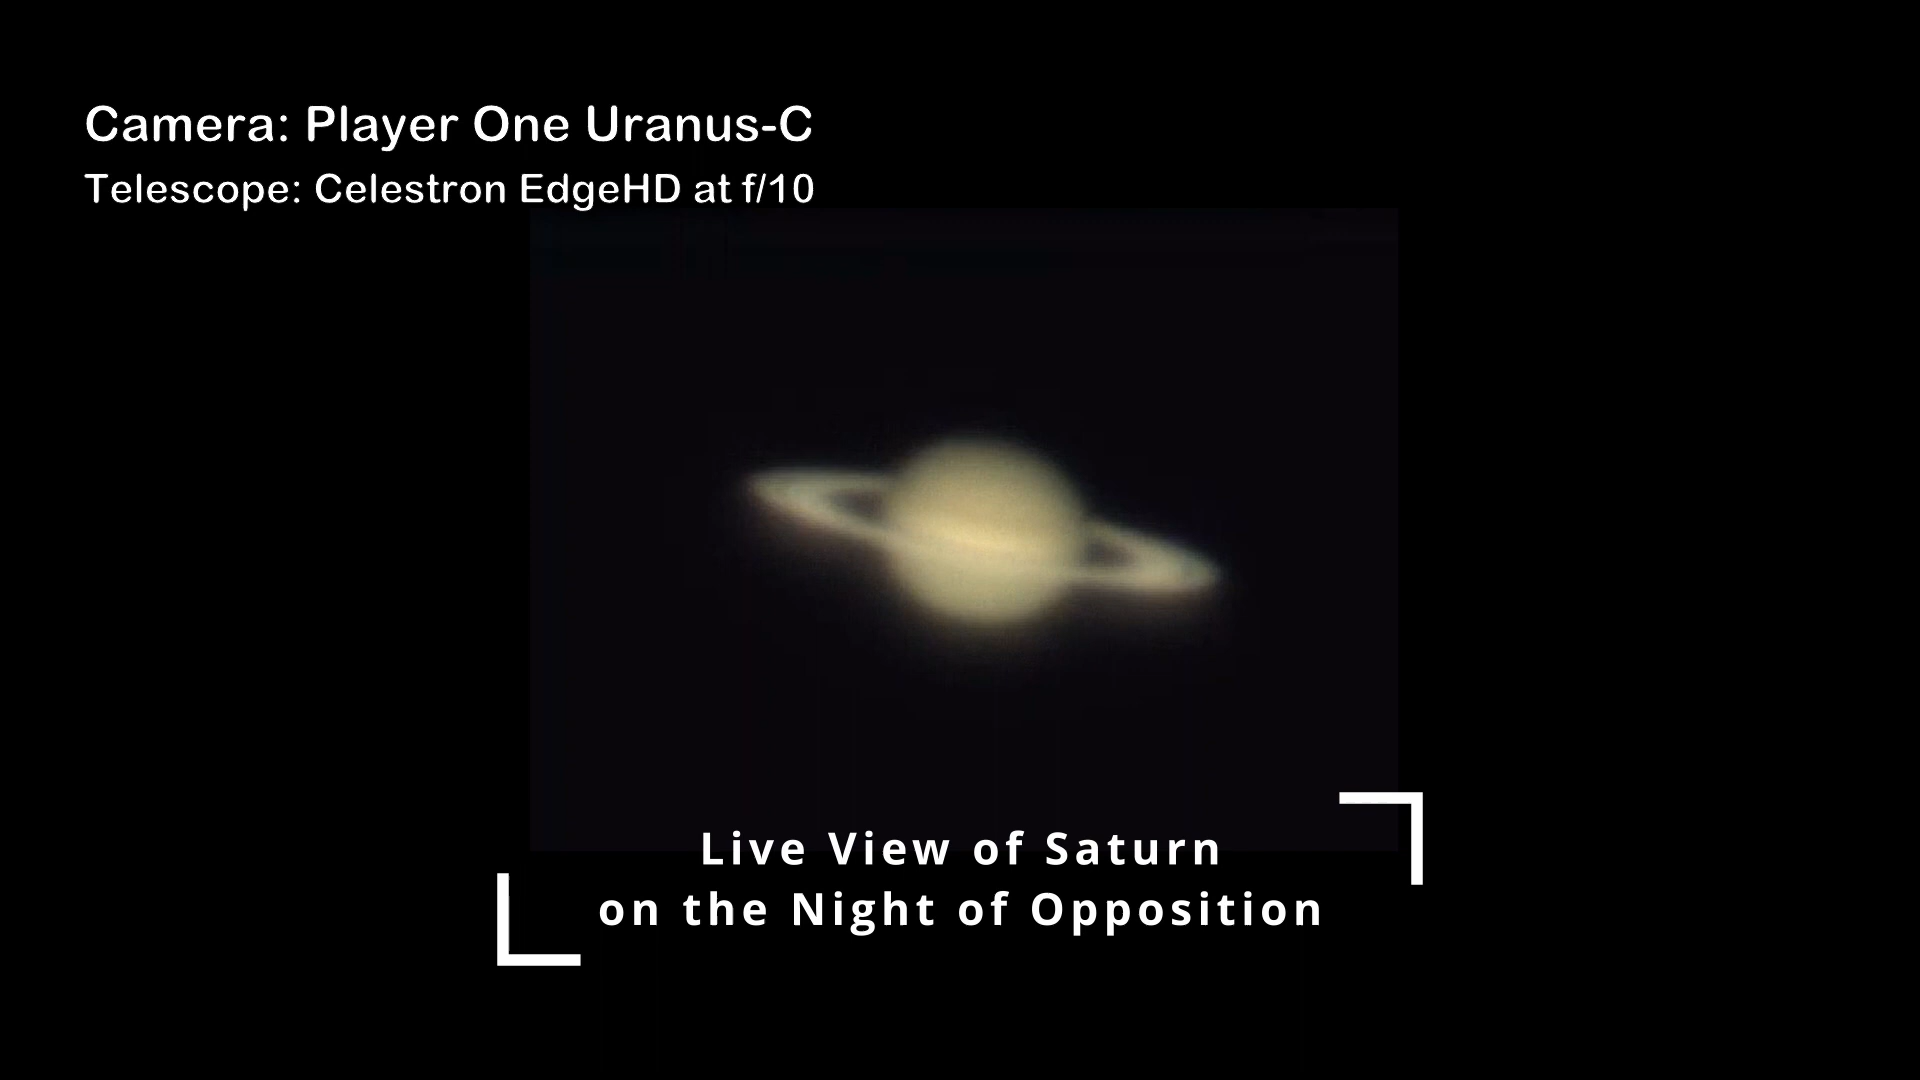 Camera: Player One Uranus-C
Telescope: Celestron EdgeHD at f/10
Live View of Saturn
on the Night of Opposition